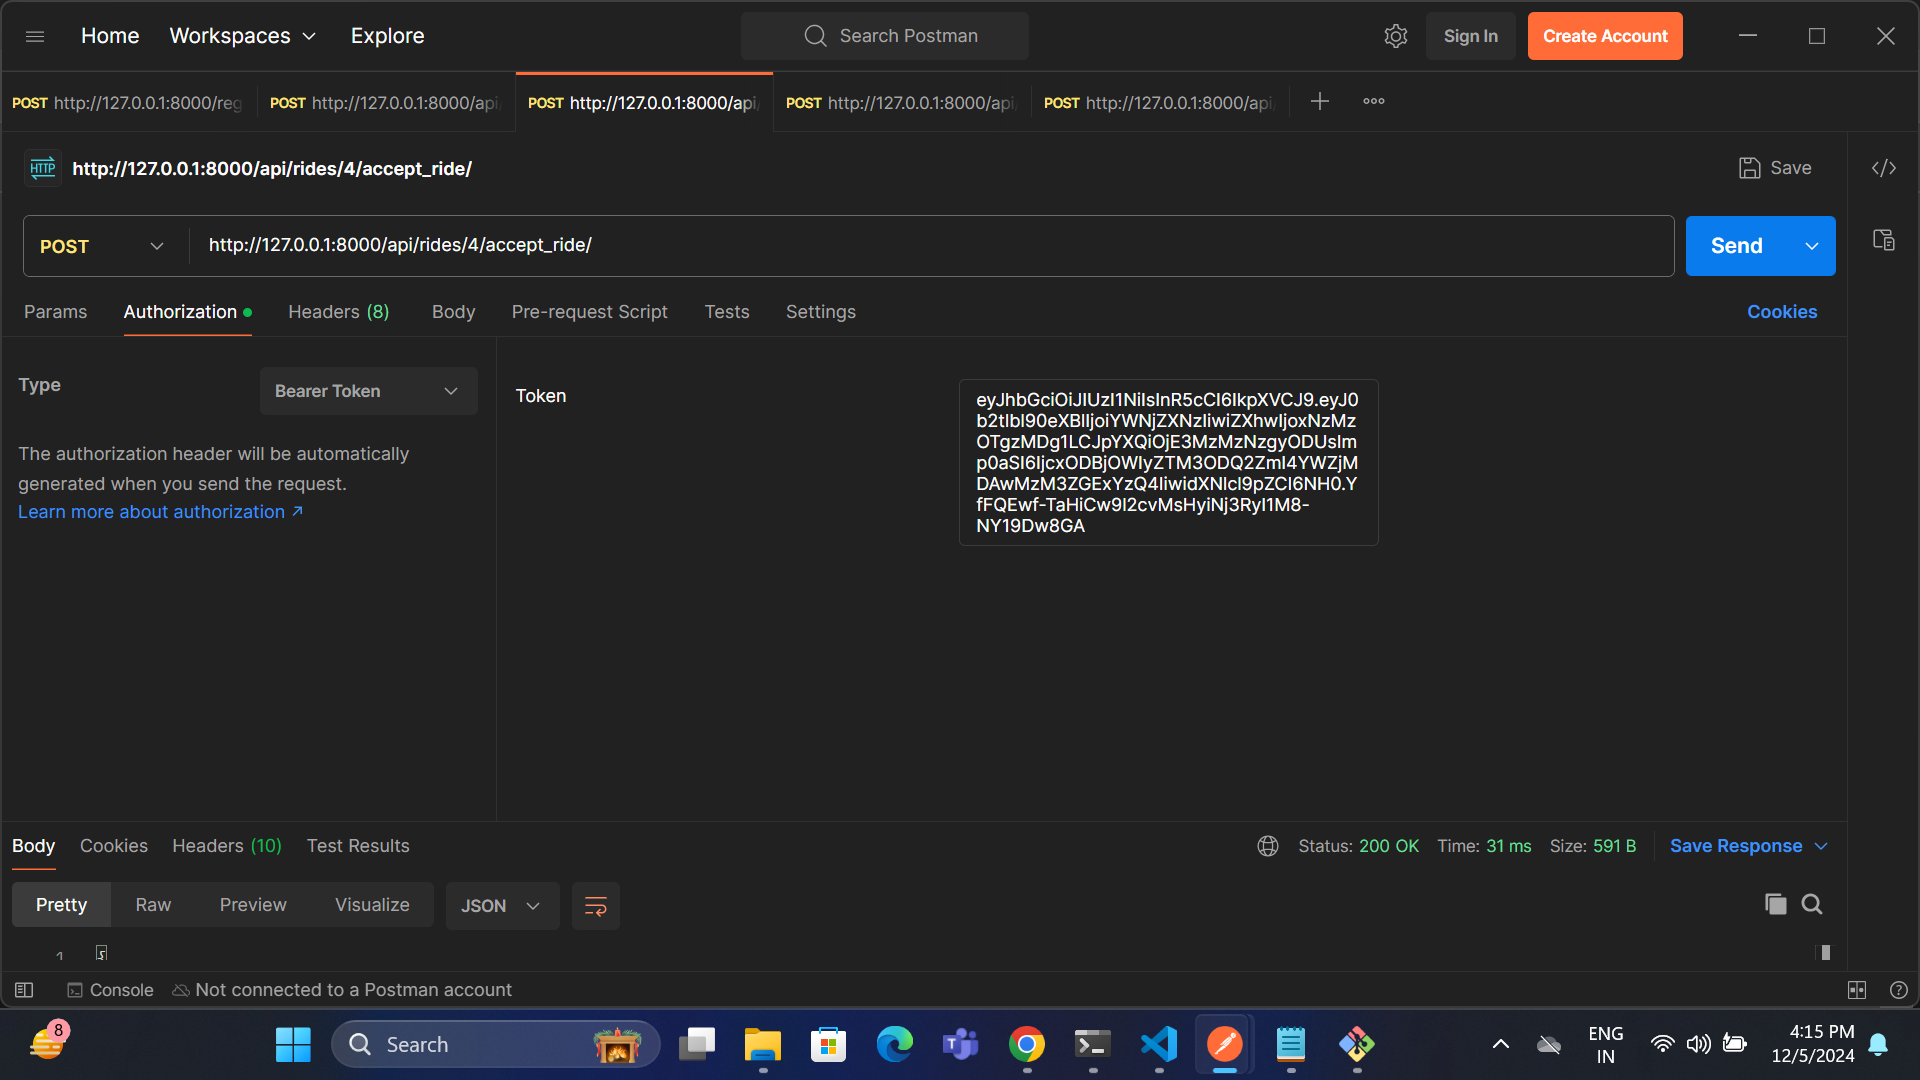 Home Workspaces Explore Search Postman Sign In Create Account
POST http://127.0.0.1:8000/reg POST http://127.0.0.1:8000/api/ POST http://127.0.0.1:8000/api/ POST http://127.0.0.1:8000/api/ POST http://127.0.0.1:8000/api/
HTTP http://127.0.0.1:8000/api/rides/4/accept_ride/ Save
POST http://127.0.0.1:8000/api/rides/4/accept_ride/ Send
Params Authorization Headers (8) Body Pre-request Script Tests Settings Cookies
Type Bearer Token
The authorization header will be automatically
generated when you send the request.
Learn more about authorization ↗
Token
eyJhbGciOiJIUzI1NiIsInR5cCI6IkpXVCJ9.eyJ0
b2tlbl90eXBlIjoiYWNjZXNzIiwiZXhwIjoxNzMz
OTgzMDg1LCJpYXQiOjE3MzMzNzgyODUsIm
p0aSI6IjcxODBjOWIyZTM3ODQ2ZmI4YWZjM
DAwMzM3ZGExYzQ4IiwidXNlcl9pZCI6NH0.Y
fFQEwf-TaHiCw9I2cvMsHyiNj3RyI1M8-
NY19Dw8GA
Body Cookies Headers (10) Test Results Status: 200 OK Time: 31 ms Size: 591 B Save Response
Pretty Raw Preview Visualize JSON
1 {
Console Not connected to a Postman account
8 Search ENG 4:15 PM
IN 12/5/2024